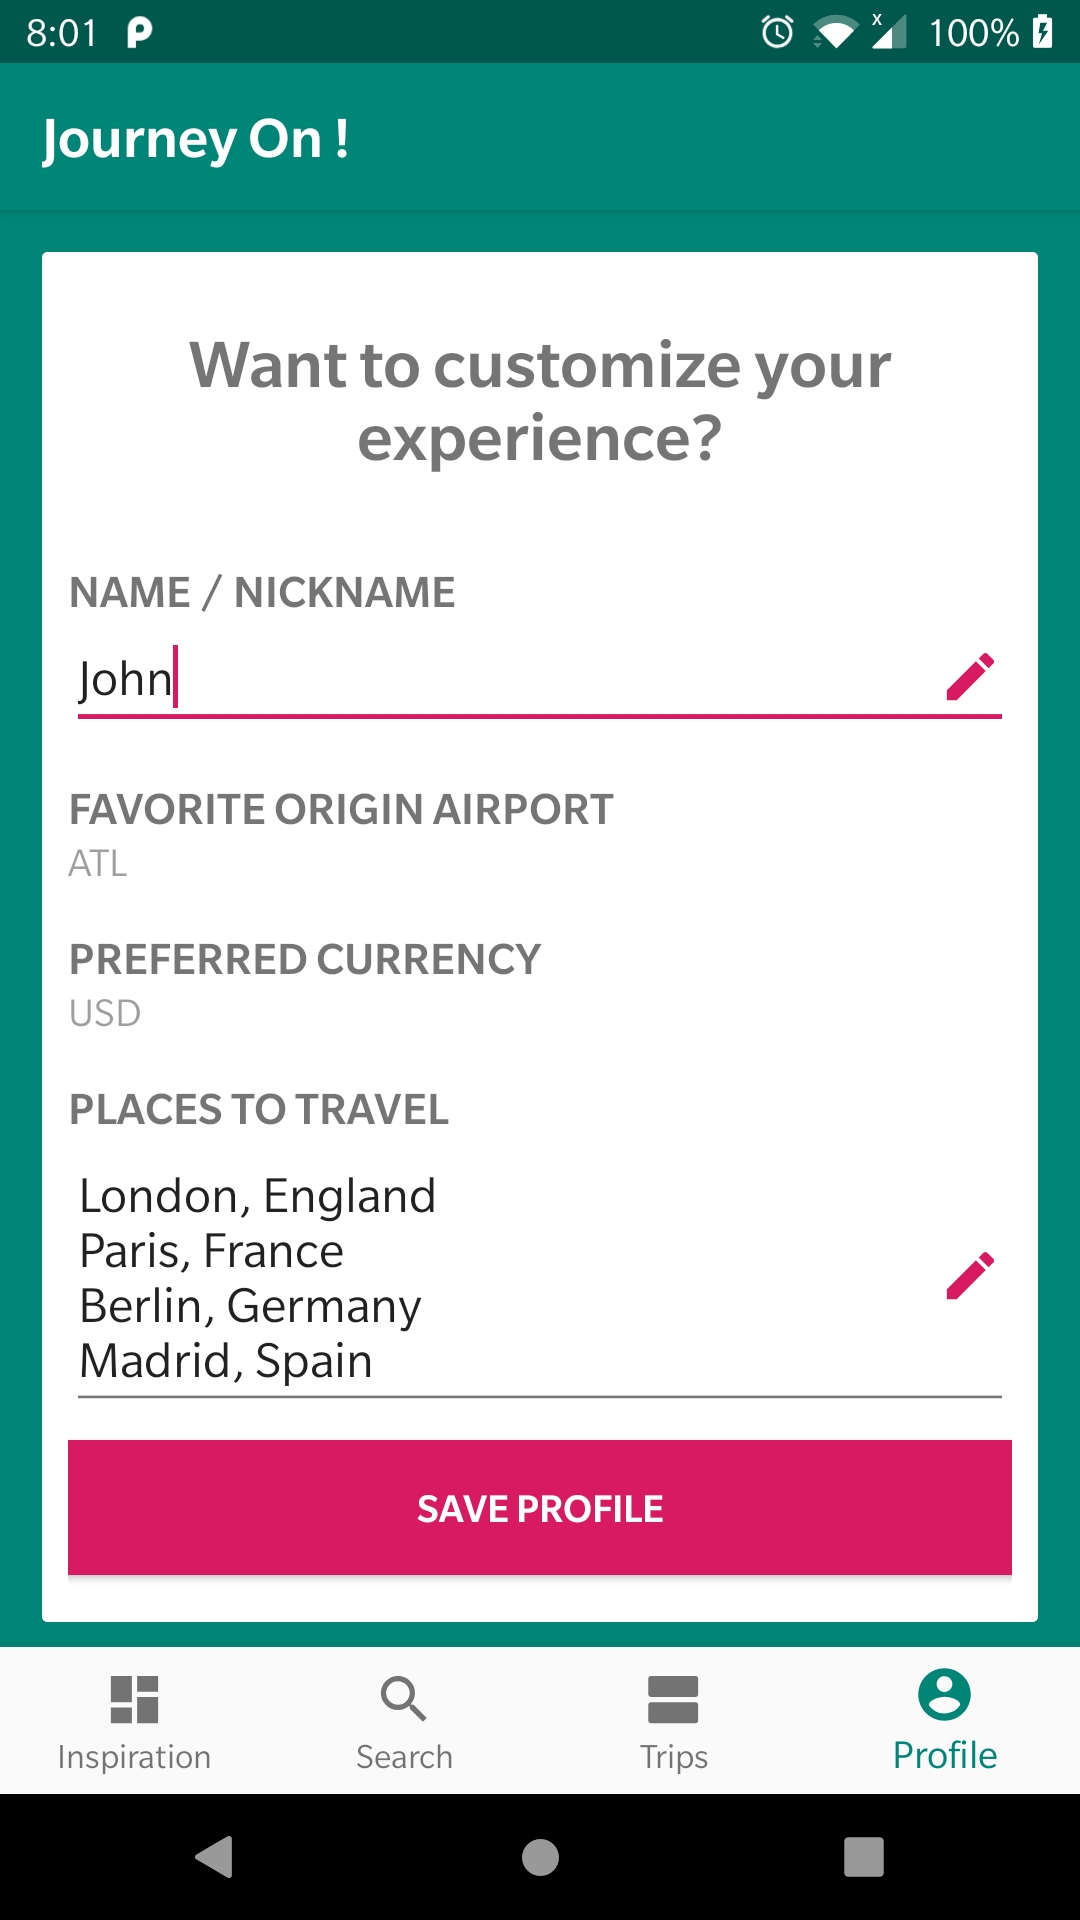 8:01
x 100%
Journey On !
Want to customize your
experience?
NAME / NICKNAME
John
FAVORITE ORIGIN AIRPORT
ATL
PREFERRED CURRENCY
USD
PLACES TO TRAVEL
London, England
Paris, France
Berlin, Germany
Madrid, Spain
SAVE PROFILE
Inspiration Search Trips Profile